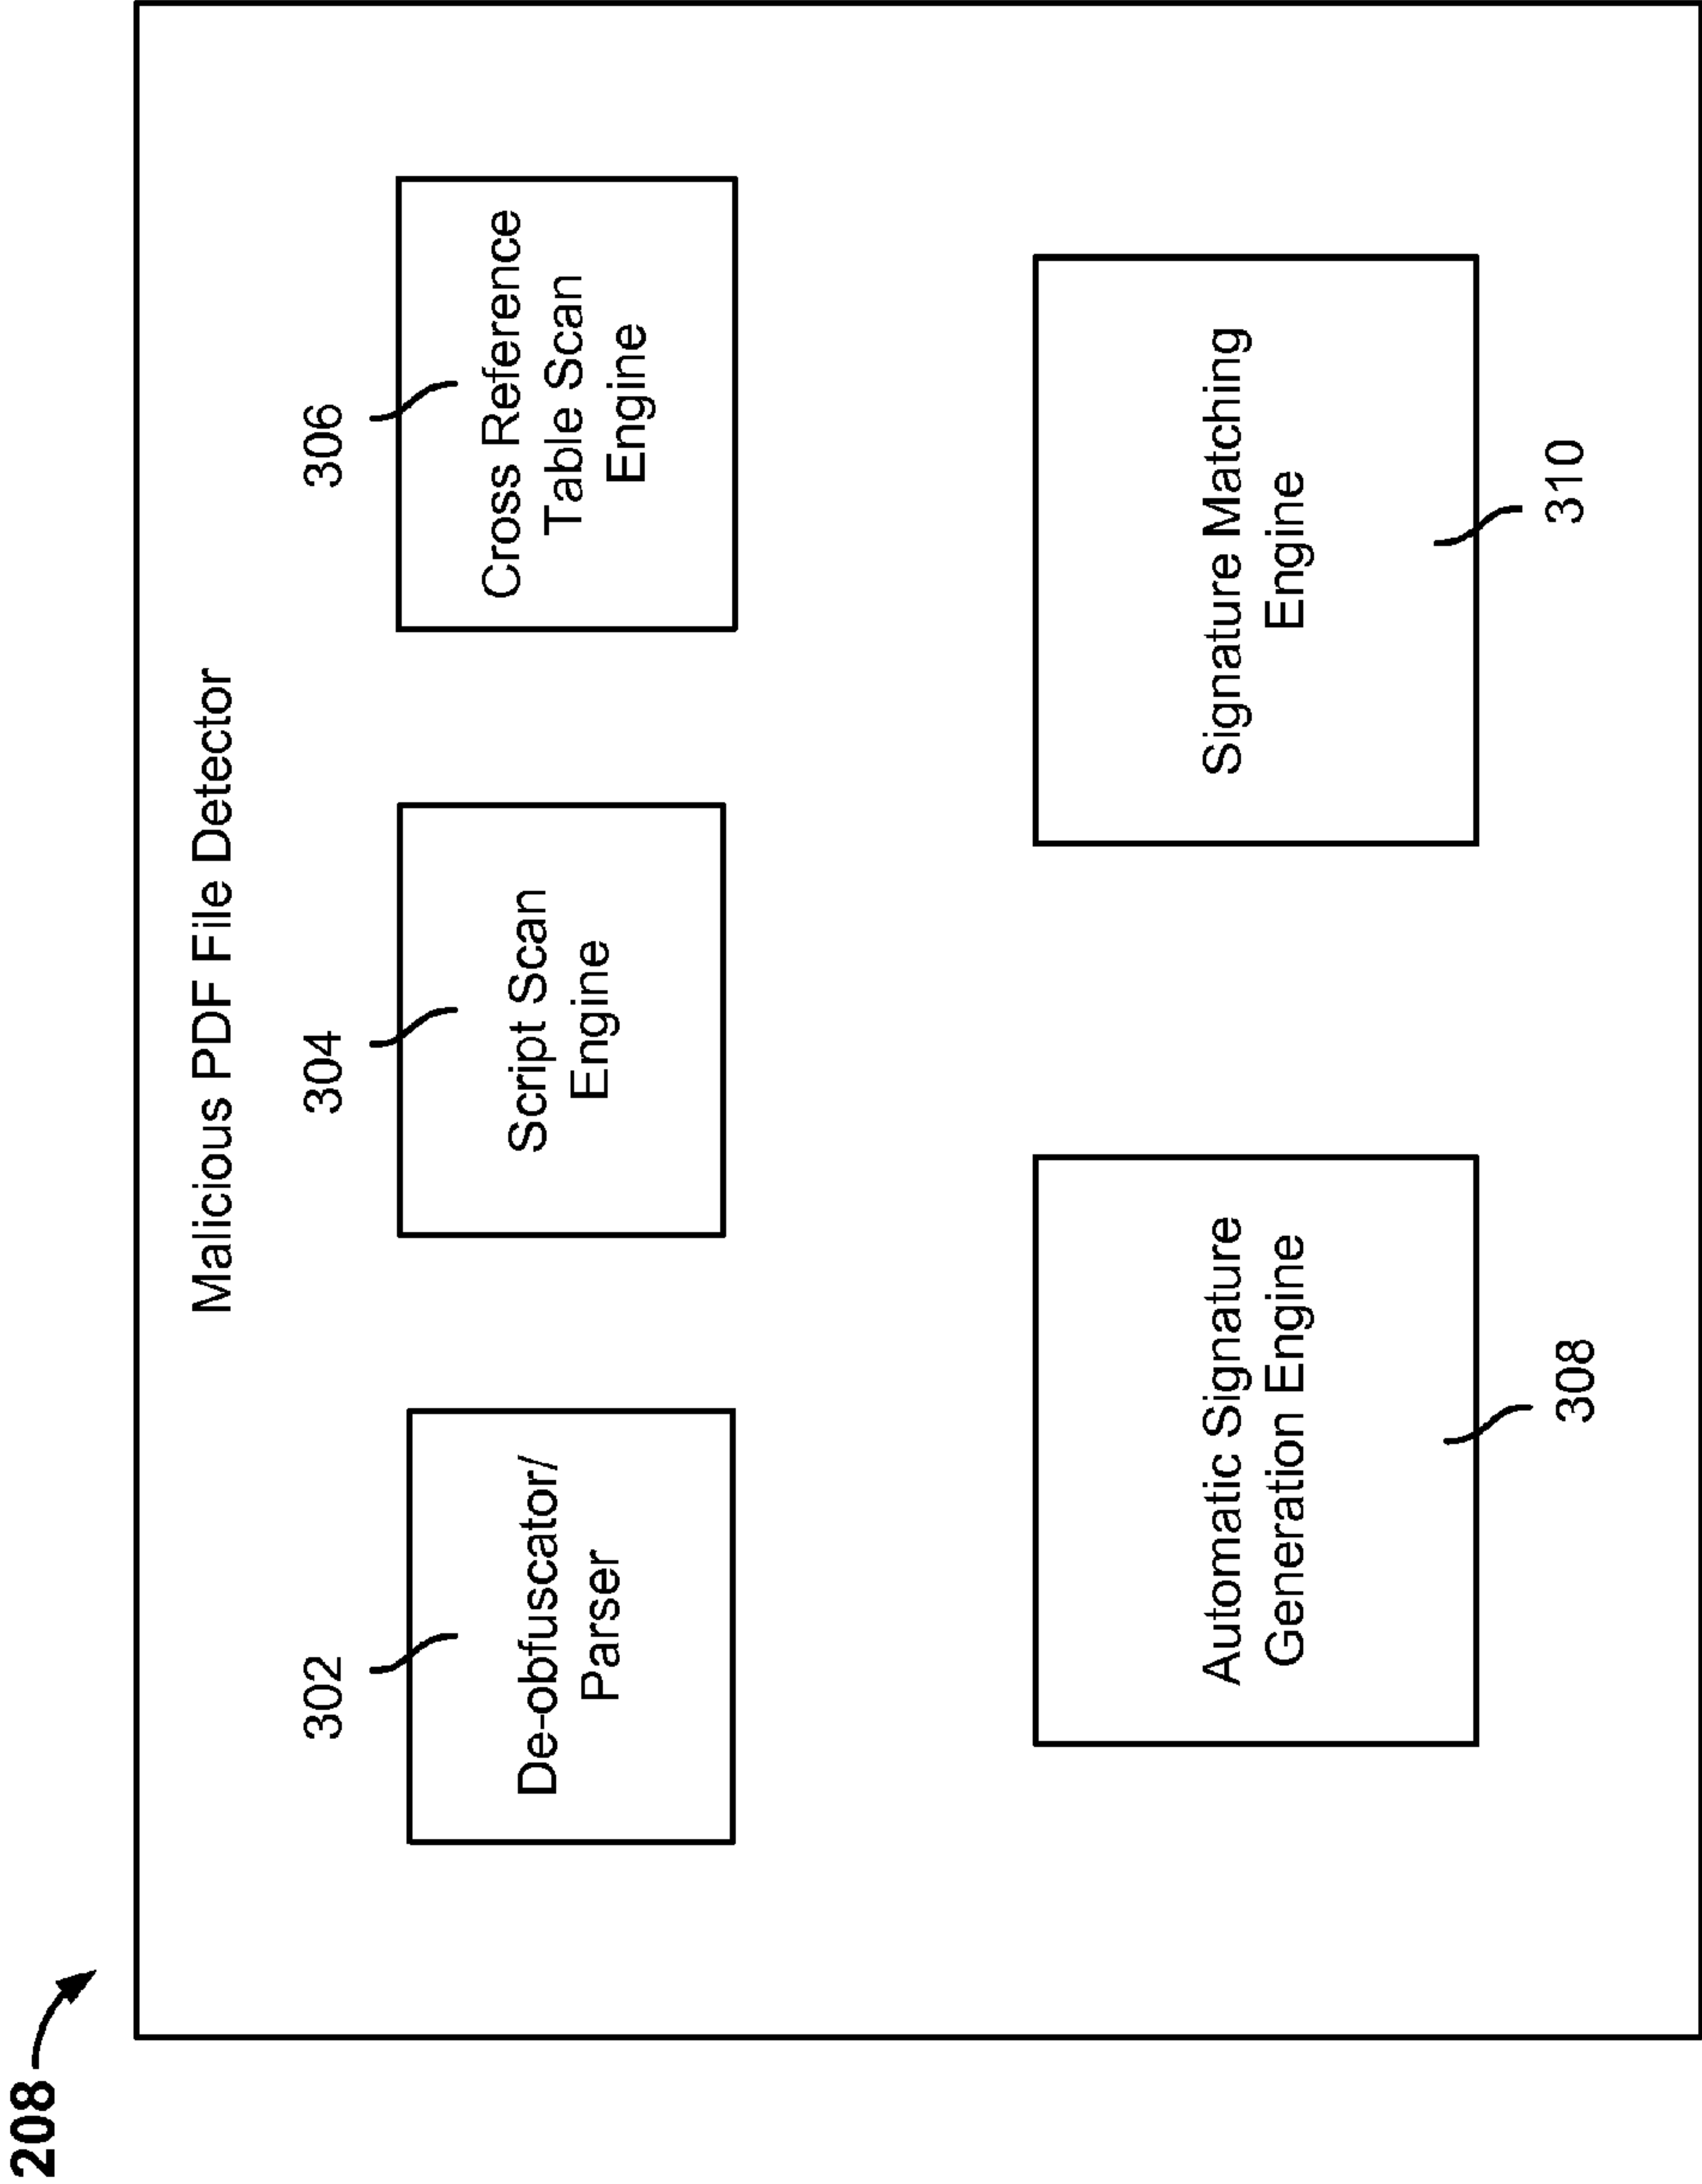 208
Malicious PDF File Detector
302
304
306
De-obfuscator/
Parser
Script Scan
Engine
Cross Reference
Table Scan
Engine
Automatic Signature
Generation Engine
Signature Matching
Engine
308
310